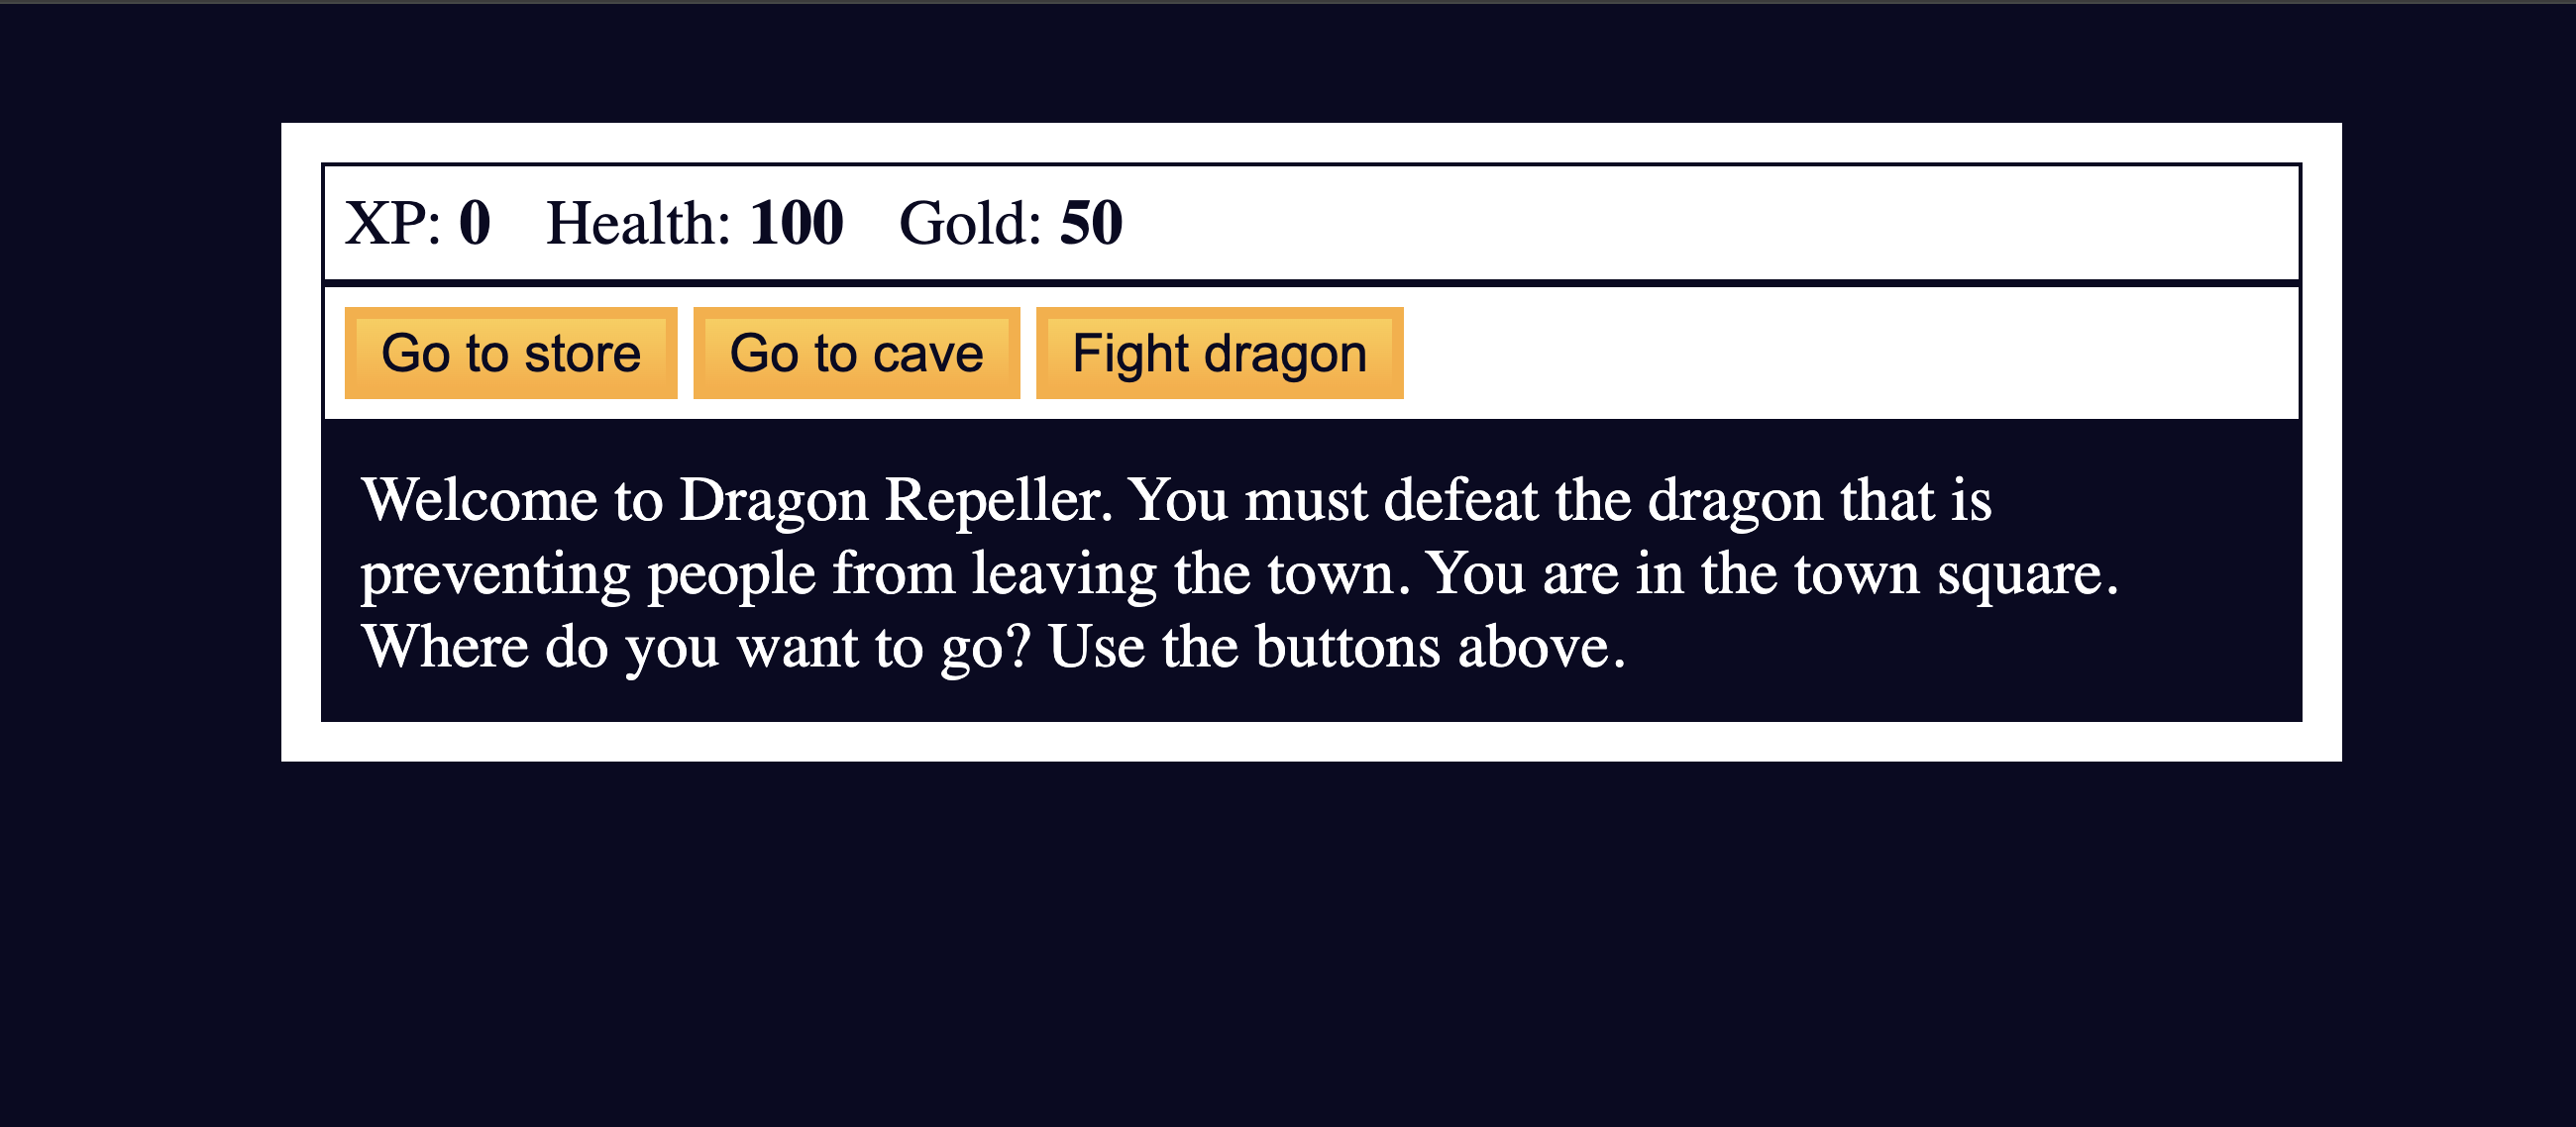 XP: 0 Health: 100 Gold: 50
Go to store Go to cave Fight dragon
Welcome to Dragon Repeller. You must defeat the dragon that is
preventing people from leaving the town. You are in the town square.
Where do you want to go? Use the buttons above.